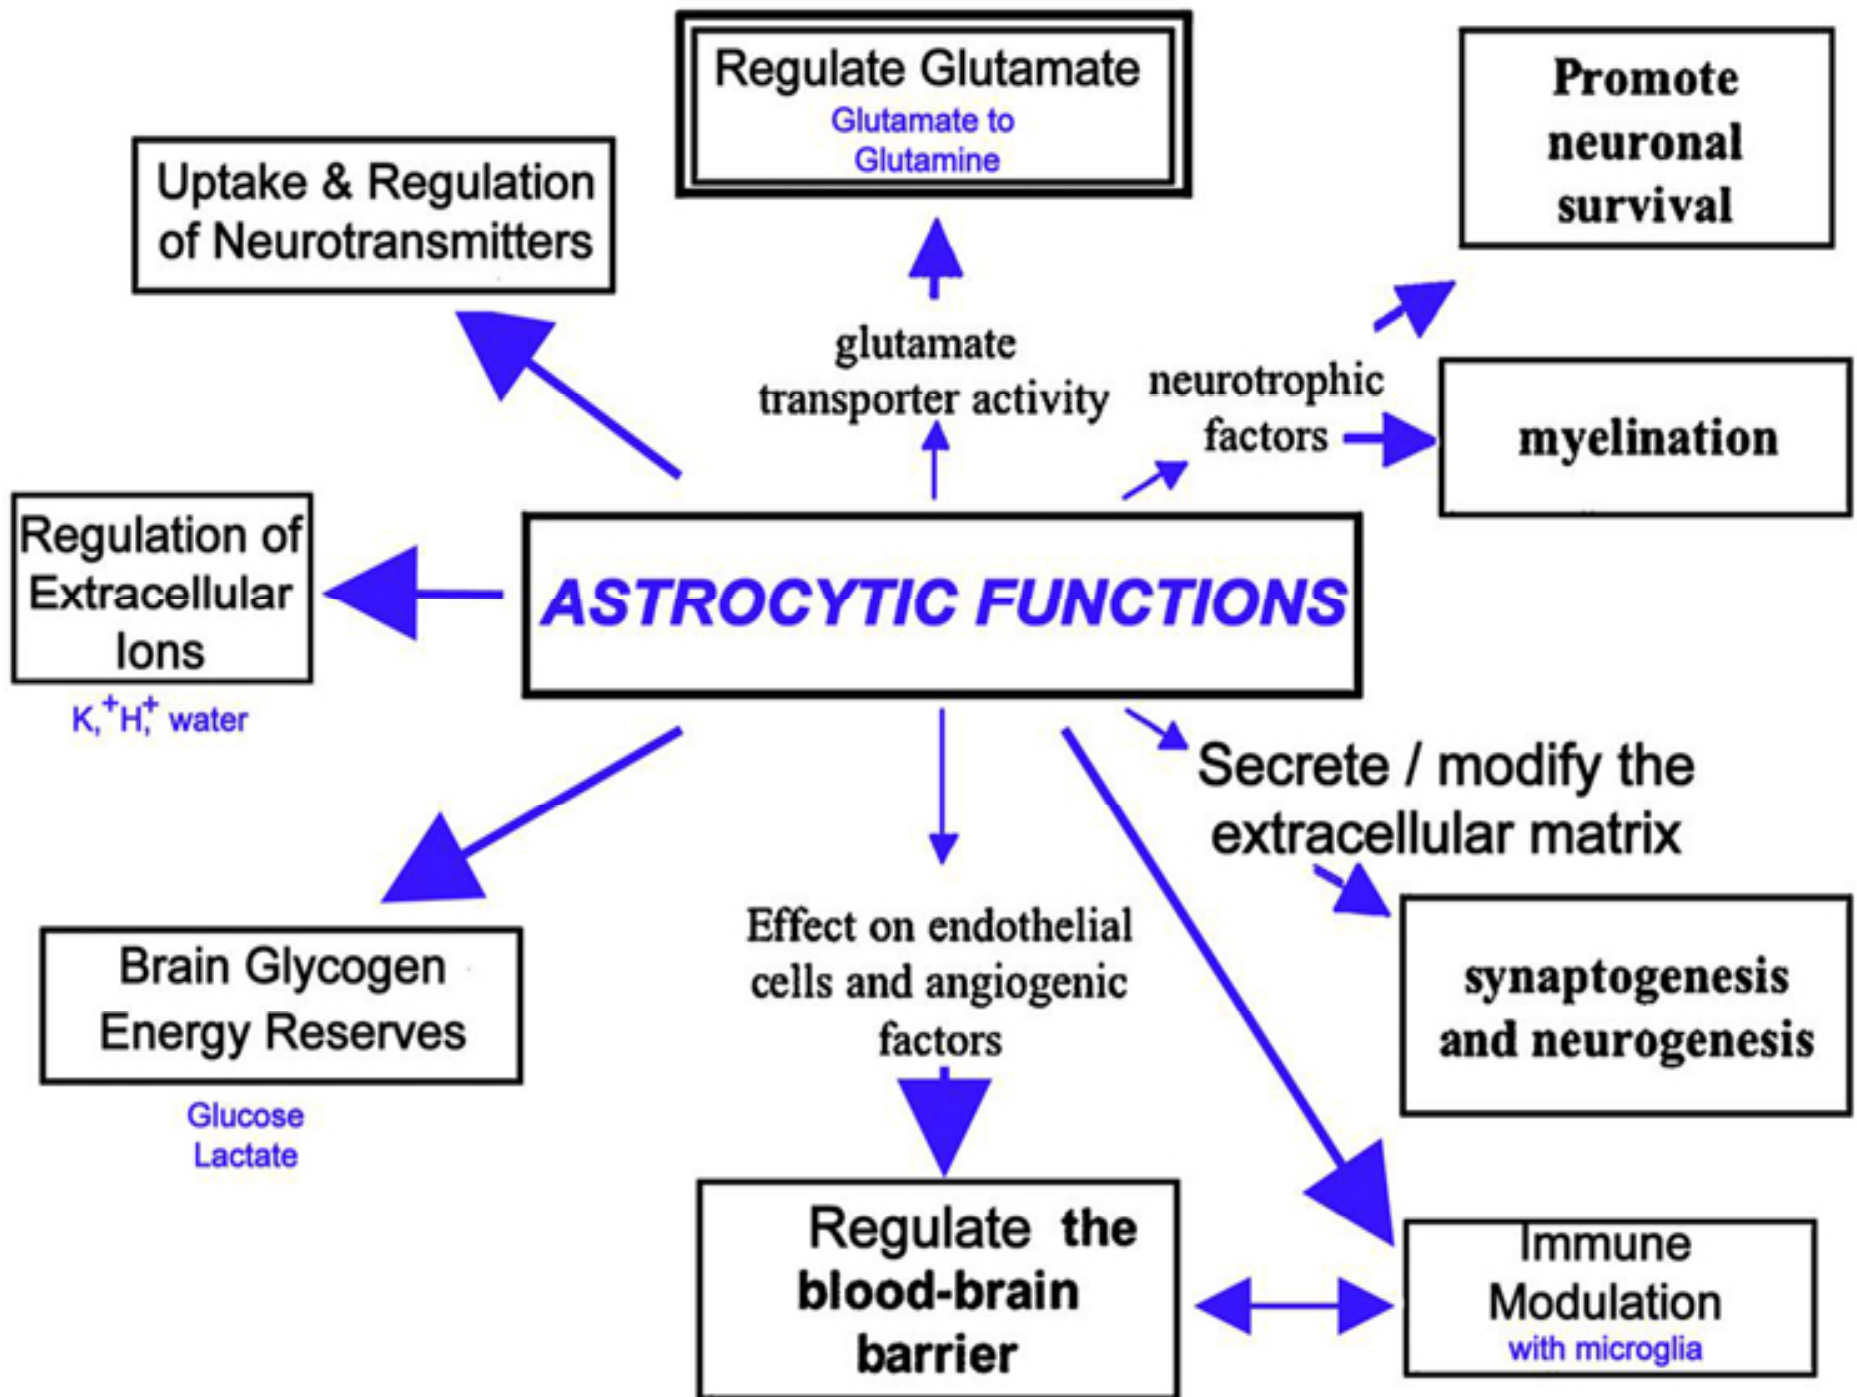 Regulate Glutamate
Glutamate to
Glutamine
Promote
neuronal
survival
Uptake & Regulation
of Neurotransmitters
glutamate
transporter activity
neurotrophic
factors
myelination
Regulation of
Extracellular
Ions
K,⁺H,⁺ water
ASTROCYTIC FUNCTIONS
Secrete / modify the
extracellular matrix
Brain Glycogen
Energy Reserves
Glucose
Lactate
Effect on endothelial
cells and angiogenic
factors
synaptogenesis
and neurogenesis
Regulate the
blood-brain
barrier
Immune
Modulation
with microglia